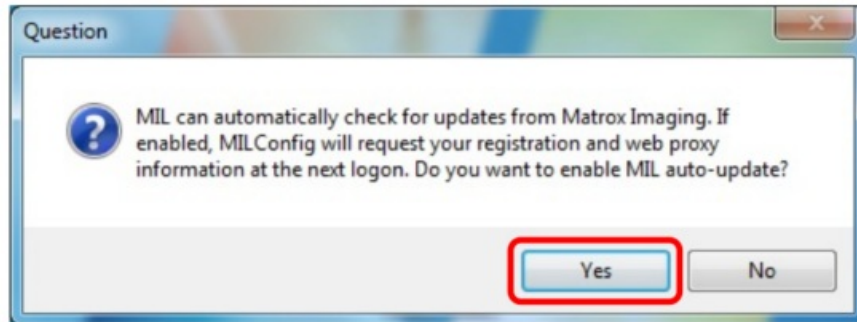 Question
MIL can automatically check for updates from Matrox Imaging. If
enabled, MILConfig will request your registration and web proxy
information at the next logon. Do you want to enable MIL auto-update?
Yes
No